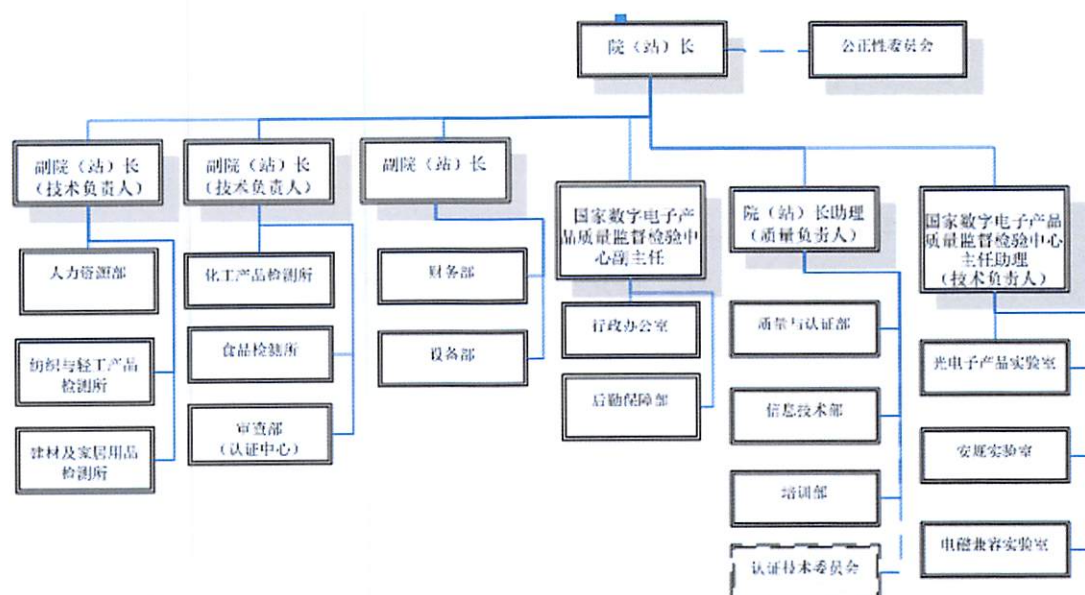 院（站）长
公正性委员会
副院（站）长
（技术负责人）
副院（站）长
（技术负责人）
副院（站）长
国家数字电子产
品质量监督检验中
心副主任
院（站）长助理
（质量负责人）
国家数字电子产品
质量监督检验中心
主任助理
（技术负责人）
人力资源部
纺织与轻工产品
检测所
建材及家居用品
检测所
化工产品检测所
食品检测所
审查部
（认证中心）
财务部
设备部
行政办公室
后勤保障部
质量与认证部
信息技术部
培训部
认证技术委员会
光电子产品实验室
安规实验室
电磁兼容实验室